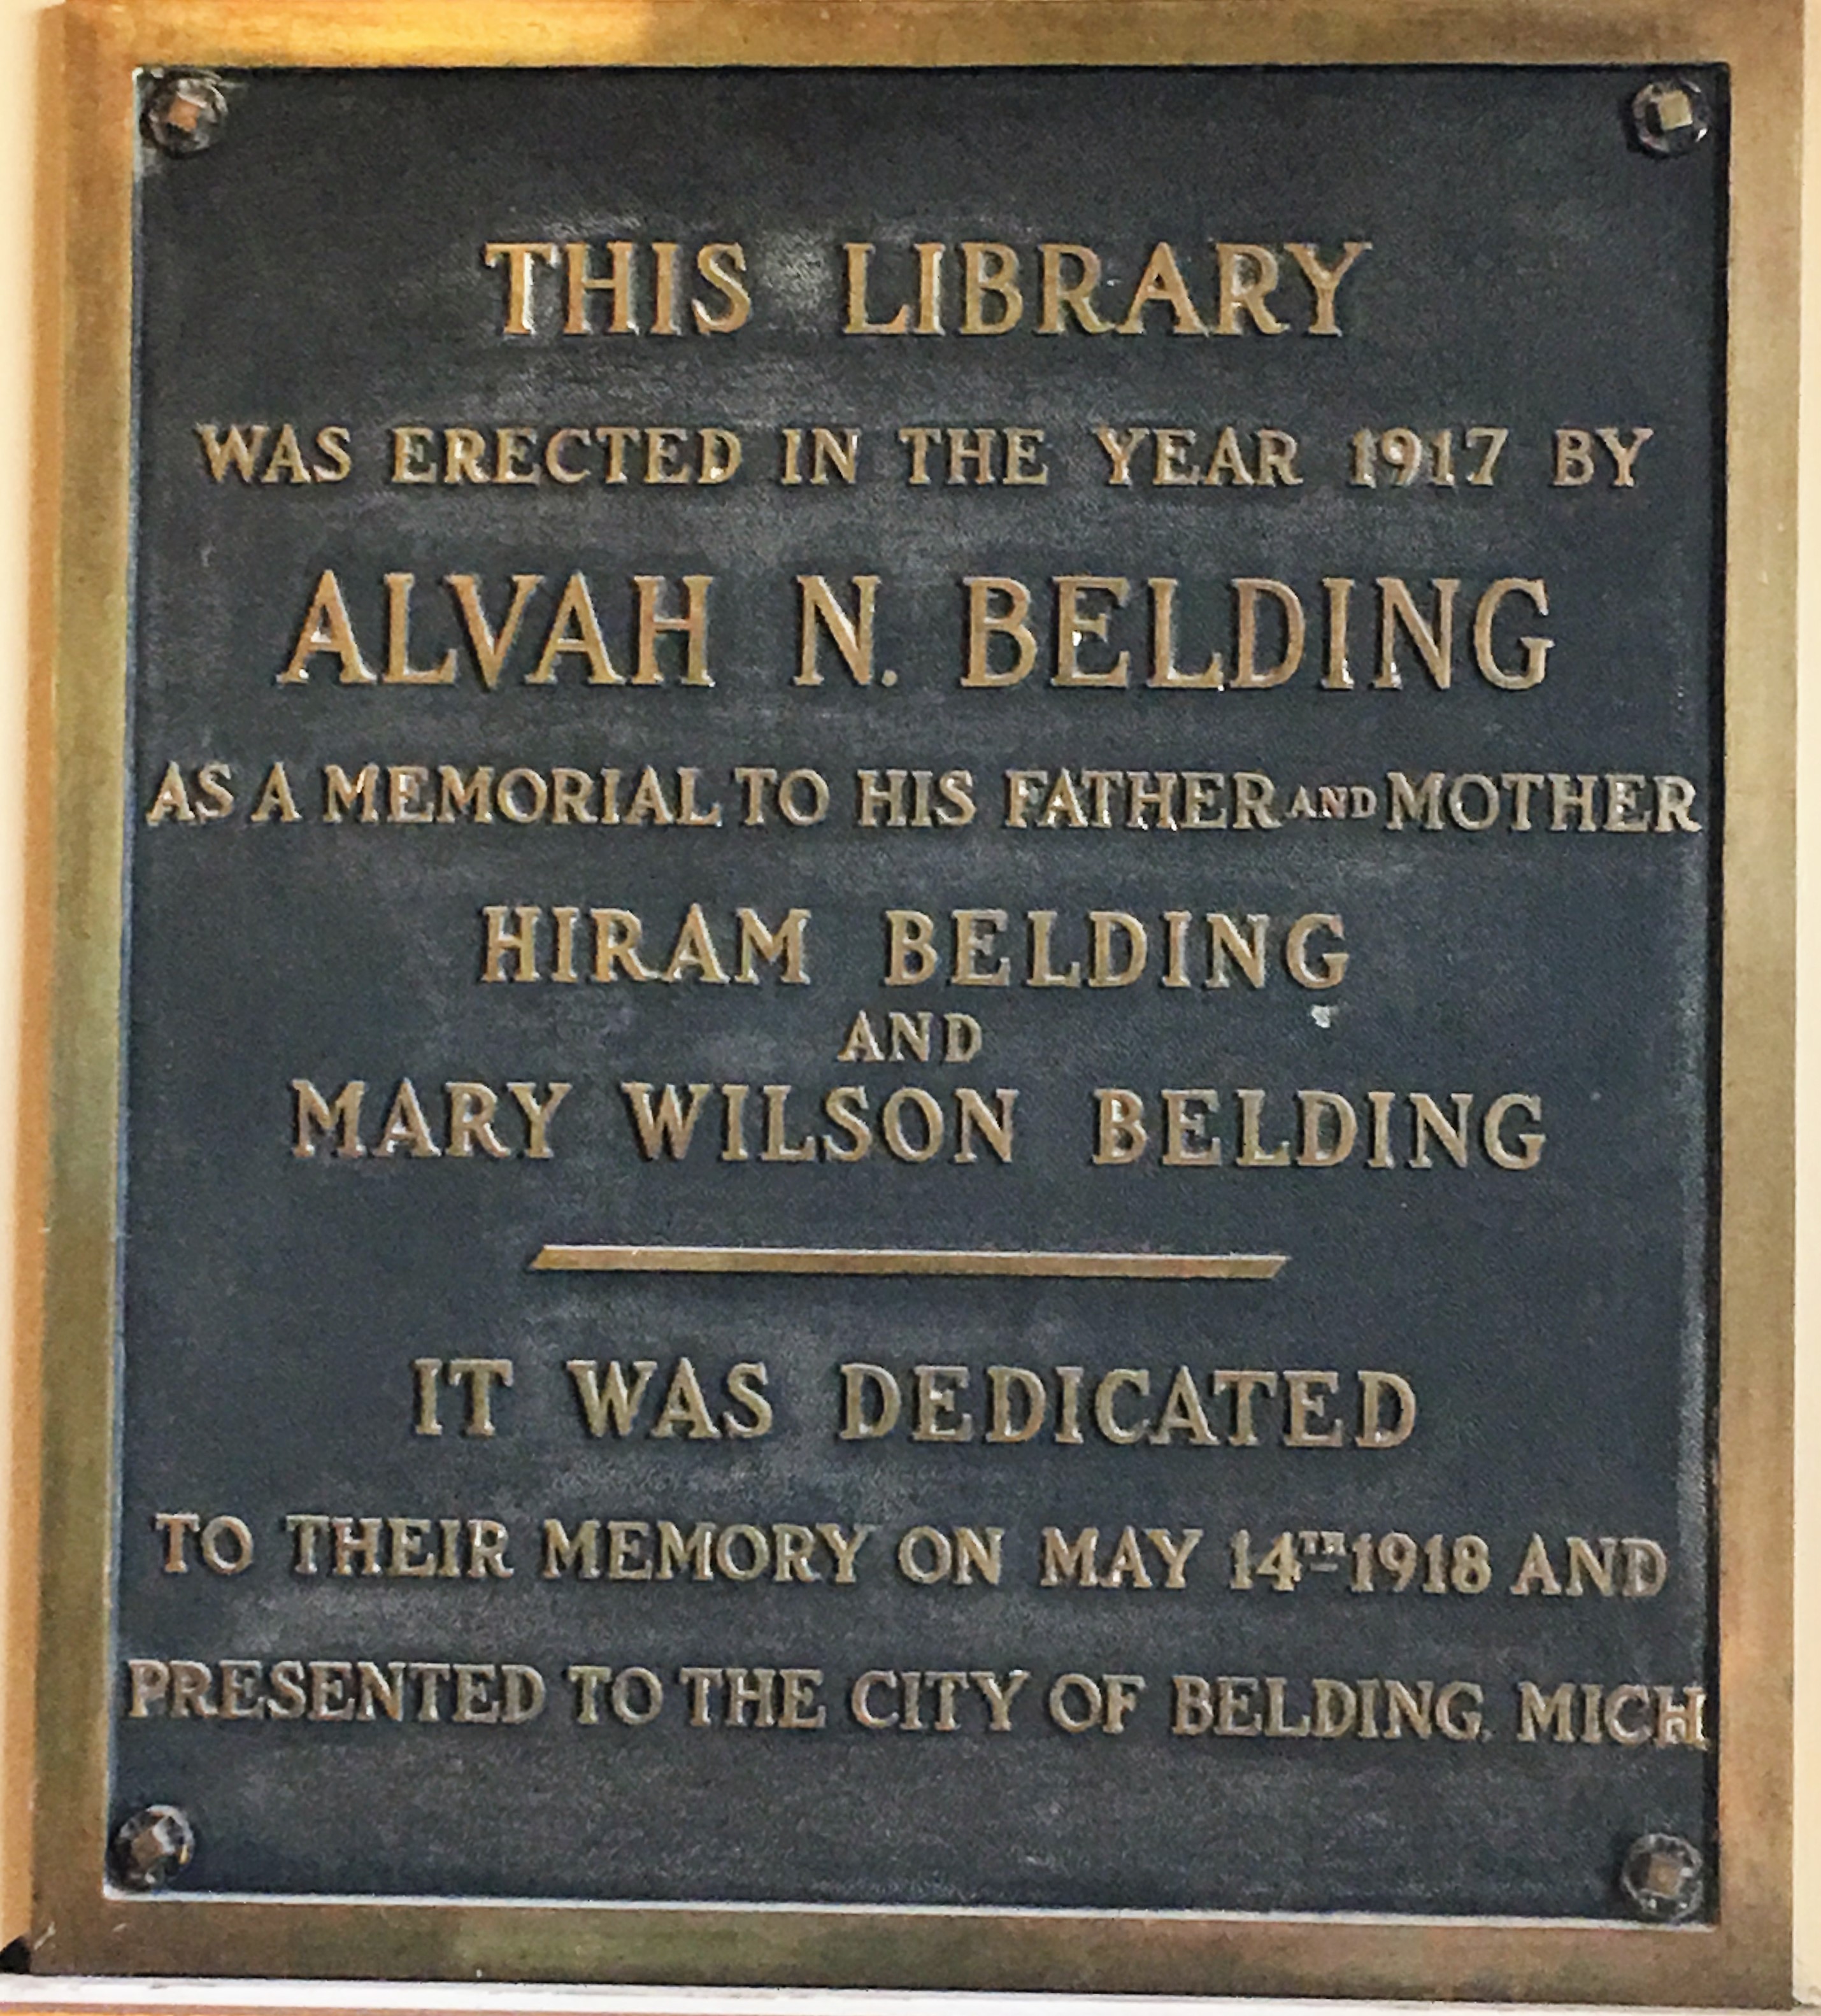 THIS LIBRARY
WAS ERECTED IN THE YEAR 1917 BY
ALVAH N. BELDING
AS A MEMORIAL TO HIS FATHER AND MOTHER
HIRAM BELDING
AND
MARY WILSON BELDING
IT WAS DEDICATED
TO THEIR MEMORY ON MAY 14TH 1918 AND
PRESENTED TO THE CITY OF BELDING, MICH